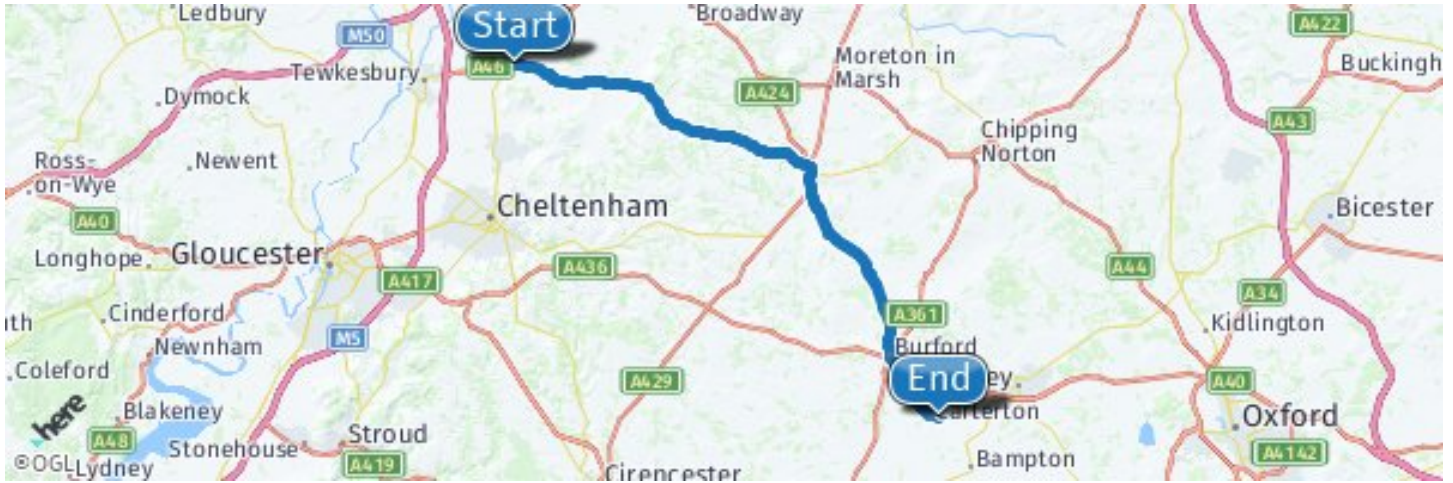 Ledbury
Start
Broadway
A422
M50
Moreton in
Marsh
Buckingh
Tewkesbury
A46
Dymock
A424
A43
Chipping
Norton
Ross-
on-Wye
Newent
A40
Cheltenham
Bicester
Gloucester
Longhope
A436
A44
A417
A34
Cinderford
A361
Kidlington
th
Newnham
M5
Burford
Coleford
End
ey
A429
A40
here
Blakeney
Carterton
Oxford
A48
Stonehouse
Stroud
A4142
©OGL
Lydney
A419
Cirencester
Bampton